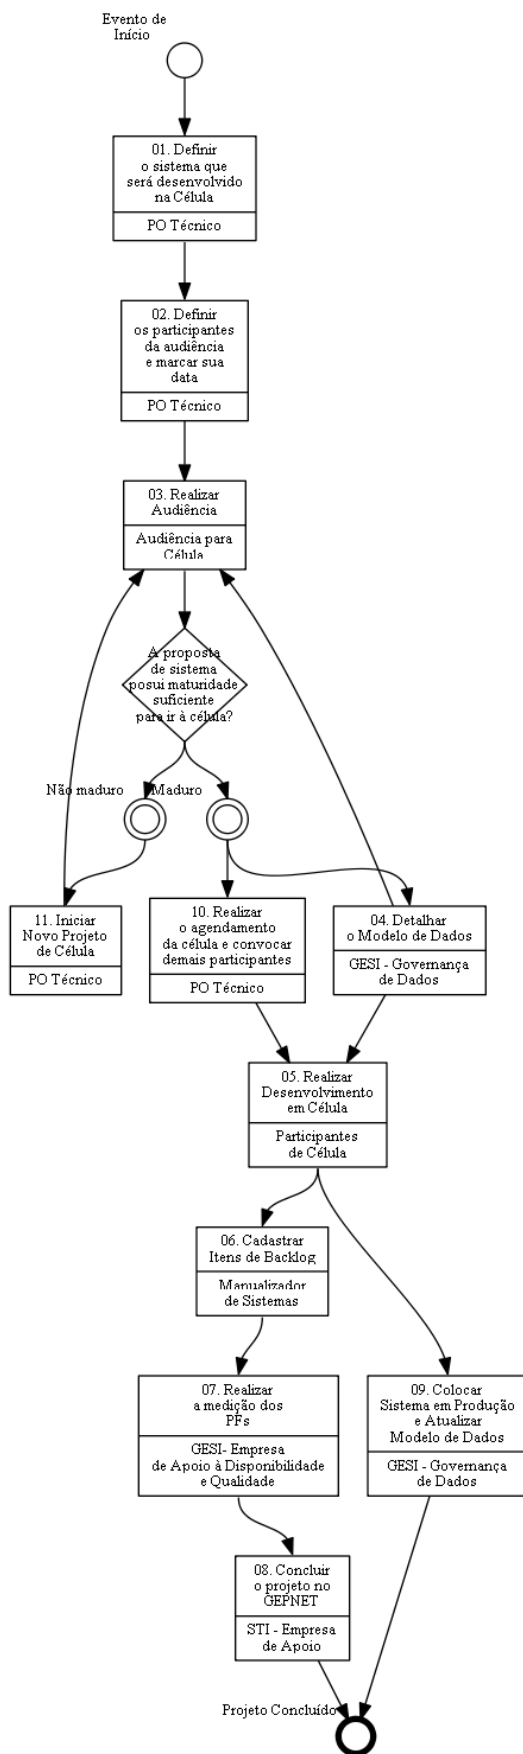 Evento de
Início
01. Definir
o sistema que
será desenvolvido
na Célula
PO Técnico
02. Definir
os participantes
da audiência
e marcar sua
data
PO Técnico
03. Realizar
Audiência
Audiência para
Célula
A proposta
de sistema
posui maturidade
suficiente
para ir à célula?
Não maduro
Maduro
11. Iniciar
Novo Projeto
de Célula
PO Técnico
10. Realizar
o agendamento
da célula e convocar
demais participantes
PO Técnico
04. Detalhar
o Modelo de Dados
GESI - Governança
de Dados
05. Realizar
Desenvolvimento
em Célula
Participantes
de Célula
06. Cadastrar
Itens de Backlog
Manualizador
de Sistemas
07. Realizar
a medição dos
PFs
GESI- Empresa
de Apoio à Disponibilidade
e Qualidade
09. Colocar
Sistema em Produção
e Atualizar
Modelo de Dados
GESI - Governança
de Dados
08. Concluir
o projeto no
GEPNET
STI - Empresa
de Apoio
Projeto Concluído